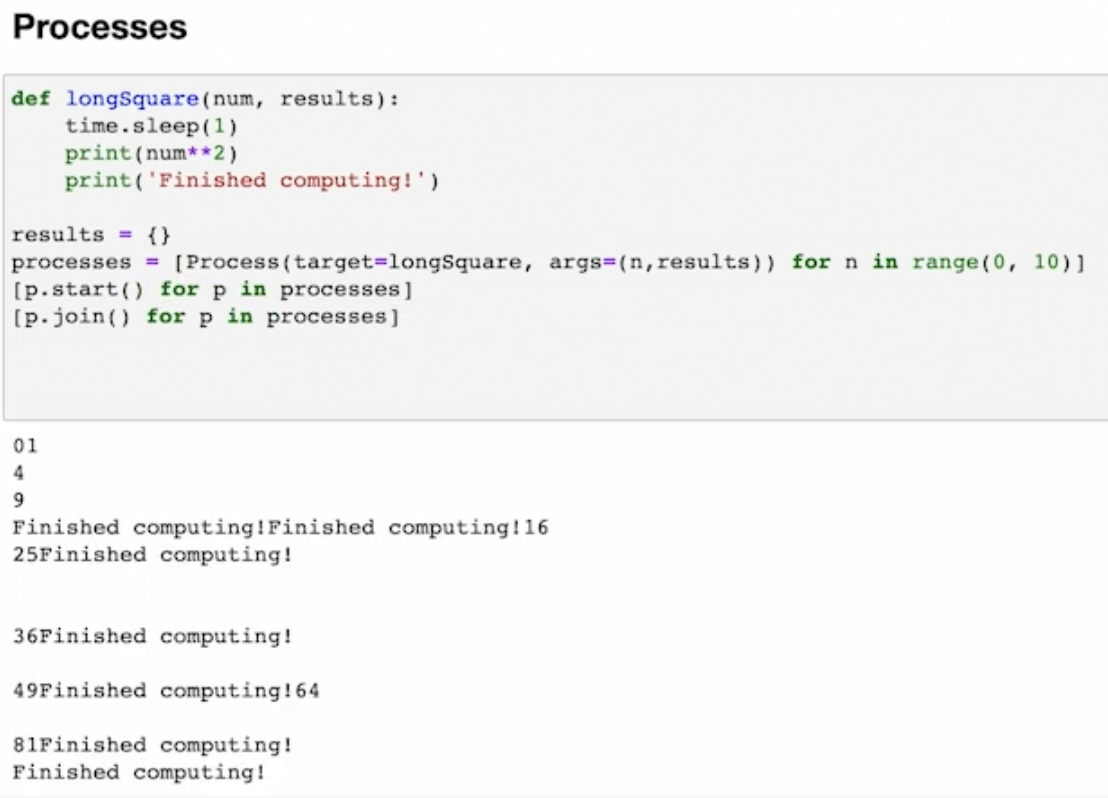 Processes
def longSquare(num, results):
    time.sleep(1)
    print(num**2)
    print('Finished computing!')
results = {}
processes = [Process(target=longSquare, args=(n,results)) for n in range(0, 10)]
[p.start() for p in processes]
[p.join() for p in processes]
01
4
9
Finished computing!Finished computing!16
25Finished computing!
36Finished computing!
49Finished computing!64
81Finished computing!
Finished computing!